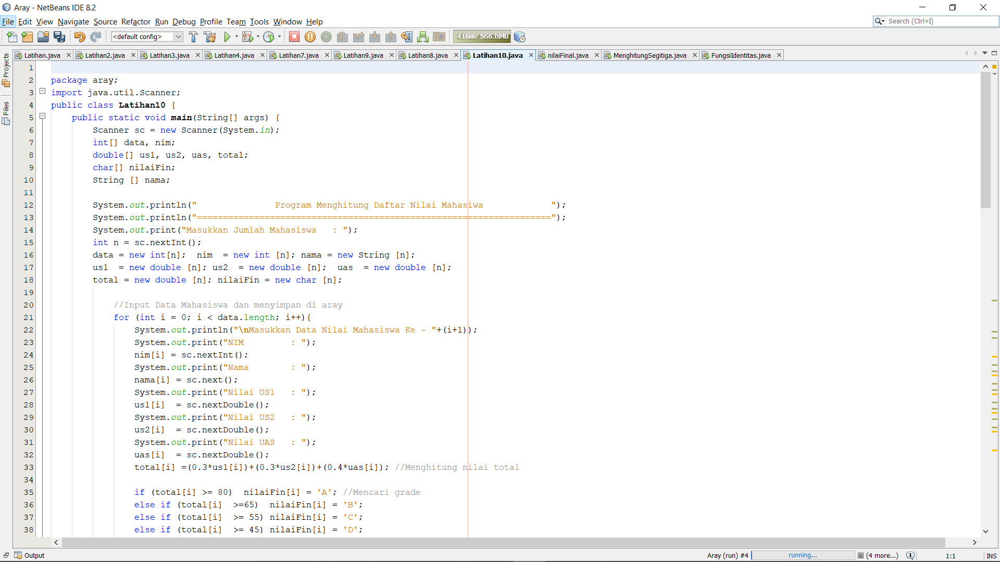 Aray - NetBeans IDE 8.2
File Edit View Navigate Source Refactor Run Debug Profile Team Tools Window Help
Search (Ctrl+I)
<default config>
416.6/566.0MB
Latihan.java Latihan2.java Latihan3.java Latihan4.java Latihan7.java Latihan9.java Latihan8.java Latihan10.java nilaiFinal.java MenghitungSegitiga.java FungsiIdentitas.java
Projects
Files
1
2 package aray;
3 import java.util.Scanner;
4 public class Latihan10 {
5     public static void main(String[] args) {
6         Scanner sc = new Scanner(System.in);
7         int[] data, nim;
8         double[] us1, us2, uas, total;
9         char[] nilaiFin;
10         String [] nama;
11
12         System.out.println("               Program Menghitung Daftar Nilai Mahasiwa             ");
13         System.out.println("====================================================================");
14         System.out.print("Masukkan Jumlah Mahasiswa   : ");
15         int n = sc.nextInt();
16         data = new int[n];  nim  = new int [n]; nama = new String [n];
17         us1  = new double [n]; us2  = new double [n];  uas  = new double [n];
18         total = new double [n]; nilaiFin = new char [n];
19
20             //Input Data Mahasiswa dan menyimpan di aray
21             for (int i = 0; i < data.length; i++){
22                 System.out.println("\nMasukkan Data Nilai Mahasiswa Ke - "+(i+1));
23                 System.out.print("NIM         : ");
24                 nim[i] = sc.nextInt();
25                 System.out.print("Nama        : ");
26                 nama[i] = sc.next();
27                 System.out.print("Nilai US1   : ");
28                 us1[i]  = sc.nextDouble();
29                 System.out.print("Nilai US2   : ");
30                 us2[i]  = sc.nextDouble();
31                 System.out.print("Nilai UAS   : ");
32                 uas[i]  = sc.nextDouble();
33                 total[i] =(0.3*us1[i])+(0.3*us2[i])+(0.4*uas[i]); //Menghitung nilai total
34
35                 if (total[i] >= 80)  nilaiFin[i] = 'A'; //Mencari grade
36                 else if (total[i]  >=65)  nilaiFin[i] = 'B';
37                 else if (total[i]  >= 55) nilaiFin[i] = 'C';
38                 else if (total[i]  >= 45) nilaiFin[i] = 'D';
Output
Aray (run) #4 running... (4 more...) 1:1 INS